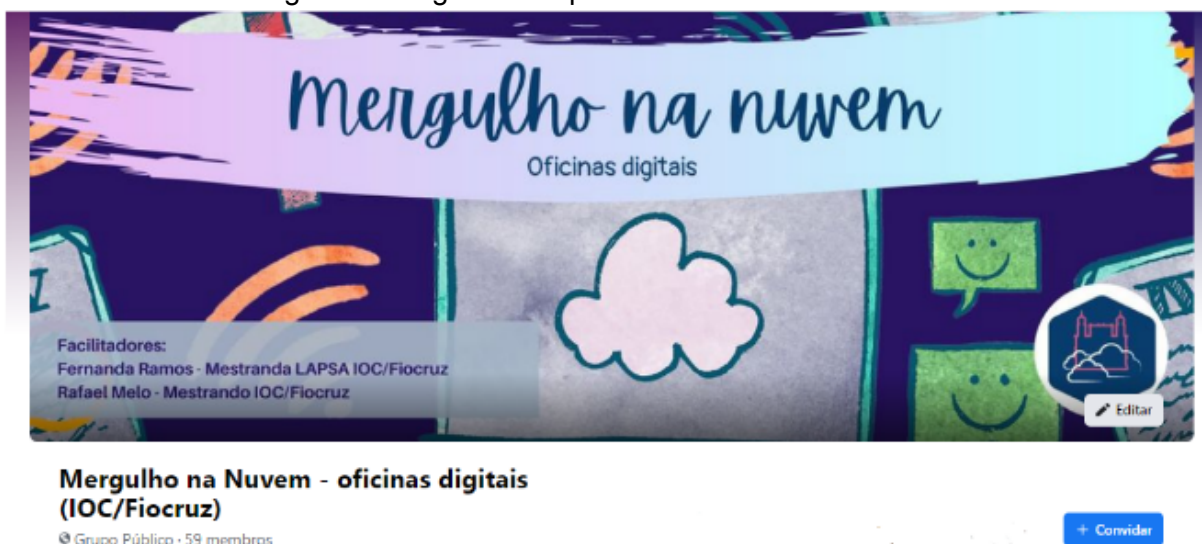 Mergulho na nuvem
Oficinas digitais
Facilitadores:
Fernanda Ramos - Mestranda LAPSA IOC/Fiocruz
Rafael Melo - Mestrando IOC/Fiocruz
Editar
Mergulho na Nuvem - oficinas digitais
(IOC/Fiocruz)
Grupo Público · 59 membros
+ Convidar